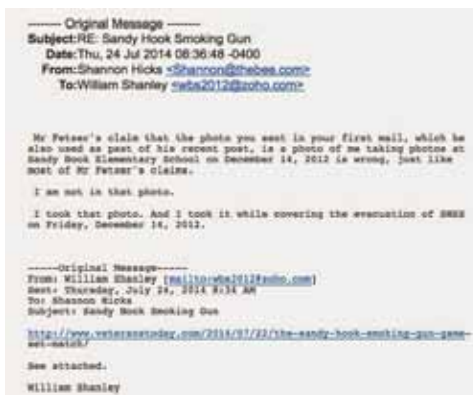 -------- Original Message --------
Subject:RE: Sandy Hook Smoking Gun
Date:Thu, 24 Jul 2014 08:36:48 -0400
From:Shannon Hicks <Shannon@thebee.com>
To:William Shanley <wbs2012@zoho.com>
Mr Fetzer's claim that the photo you sent in your first mail, which he
also used as past of his recent post, is a photo of me taking photos at
Sandy Hook Elementary School on December 14, 2012 is wrong, just like
most of Mr Fetzer's claims.
I am not in that photo.
I took that photo. And I took it while covering the evacuation of SHES
on Friday, December 14, 2012.
-----Original Message-----
From: William Shanley [mailto:wbs2012@zoho.com]
Sent: Thursday, July 24, 2014 8:34 AM
To: Shannon Hicks
Subject: Sandy Hook Smoking Gun
http://www.veteranstoday.com/2014/07/22/the-sandy-hook-smoking-gun-game-
set-match/
See attached.
William Shanley